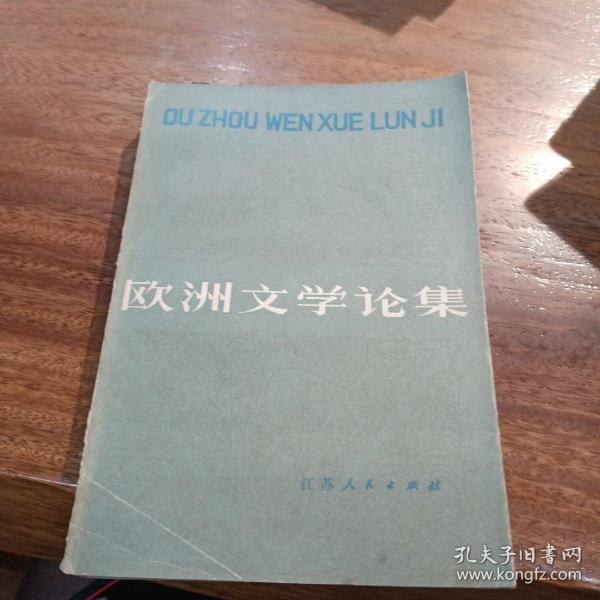 OU ZHOU WEN XUE LUN JI
欧洲文学论集
江苏人民出版社
孔夫子旧书网
www.kongfz.com